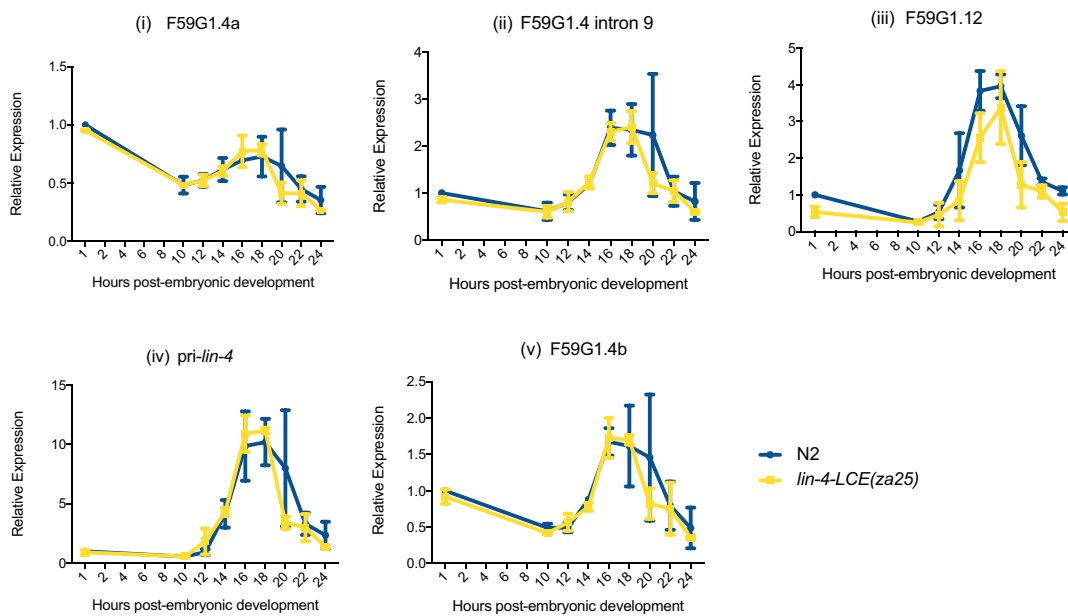 (i) F59G1.4a
Relative Expression
1.5
1.0
0.5
0.0
1 2 4 6 8 10 12 14 16 18 20 22 24
Hours post-embryonic development
(ii) F59G1.4 intron 9
Relative Expression
4
3
2
1
0
1 2 4 6 8 10 12 14 16 18 20 22 24
Hours post-embryonic development
(iii) F59G1.12
Relative Expression
5
4
3
2
1
0
1 2 4 6 8 10 12 14 16 18 20 22 24
Hours post-embryonic development
(iv) pri-lin-4
Relative Expression
15
10
5
0
1 2 4 6 8 10 12 14 16 18 20 22 24
Hours post-embryonic development
(v) F59G1.4b
Relative Expression
2.5
2.0
1.5
1.0
0.5
0.0
1 2 4 6 8 10 12 14 16 18 20 22 24
Hours post-embryonic development
N2
lin-4-LCE(za25)